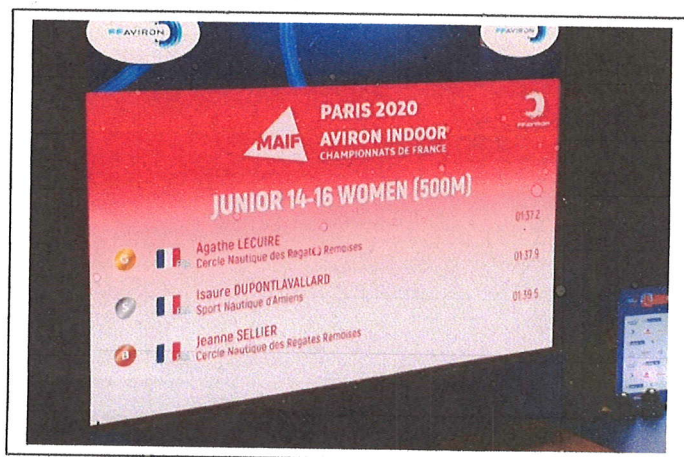 FFAVIRON
FFAVIRON
PARIS 2020
MAIF
AVIRON INDOOR
CHAMPIONNATS DE FRANCE
FFAVIRON
JUNIOR 14-16 WOMEN (500M)
G
Agathe LECUIRE
01:37.2
Cercle Nautique des Remoises
S
Isaure DUPONTLAVALLARD
01:37.9
Sport Nautique d'Amiens
B
Jeanne SELLIER
01:39.5
Cercle Nautique des Regates Remoises